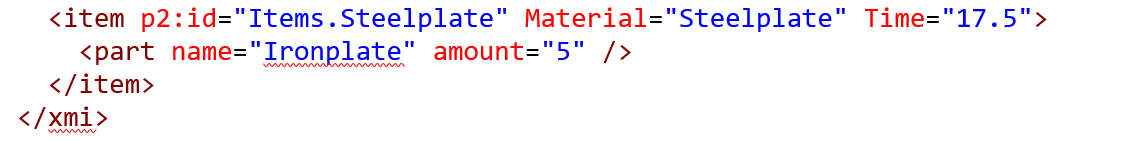 <item p2:id="Items.Steelplate" Material="Steelplate" Time="17.5">
<part name="Ironplate" amount="5" />
</item>
</xmi>